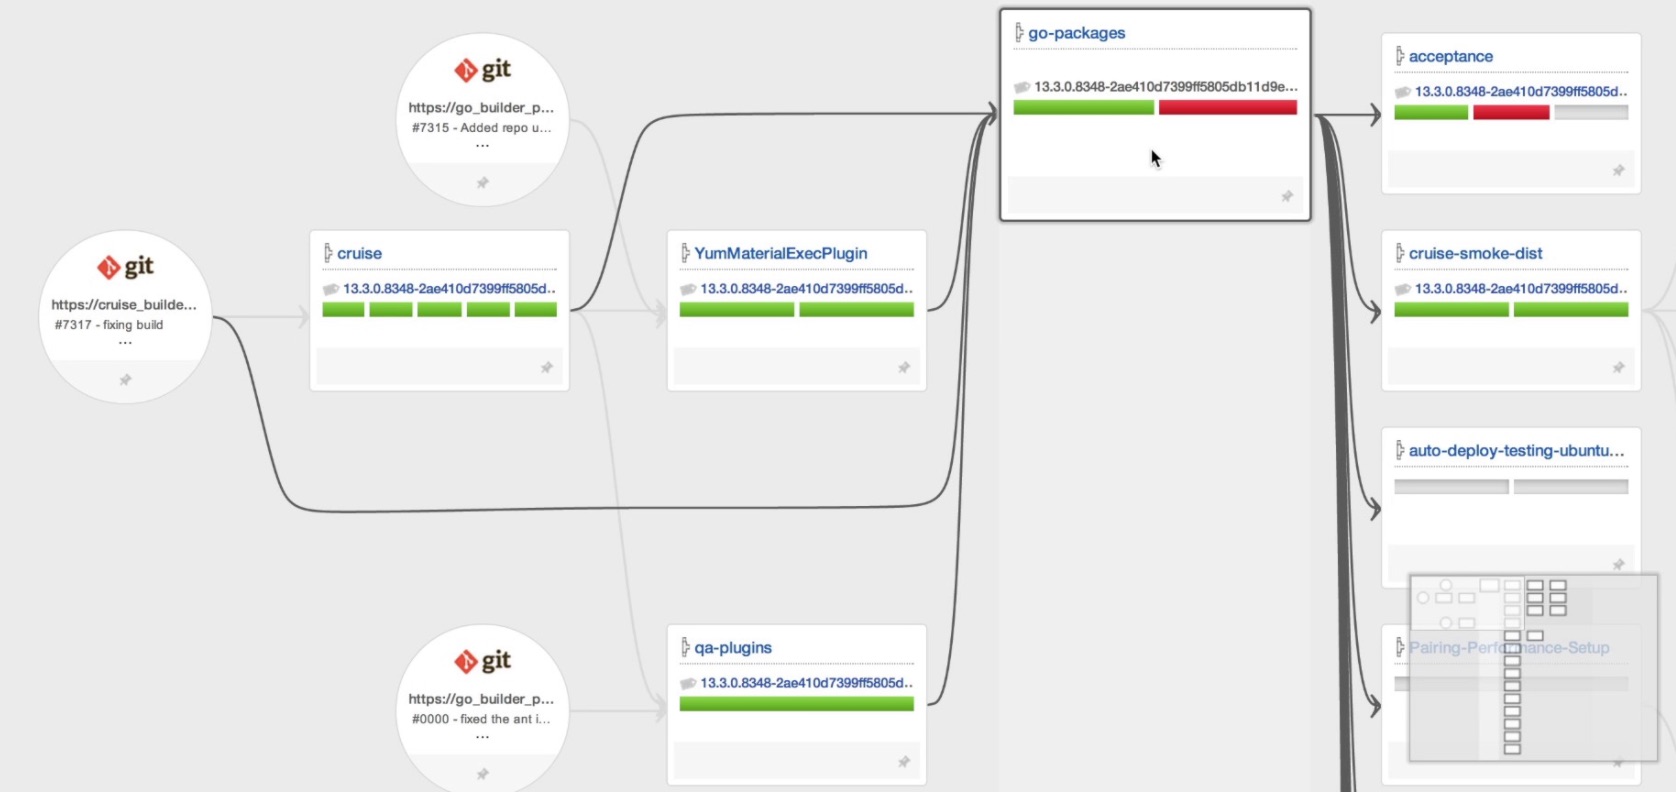 git
https://go_builder_p...
#7315 - Added repo u...
...
go-packages
13.3.0.8348-2ae410d7399ff5805db11d9e...
acceptance
13.3.0.8348-2ae410d7399ff5805d..
git
https://cruise_builde...
#7317 - fixing build
...
cruise
13.3.0.8348-2ae410d7399ff5805d..
YumMaterialExecPlugin
13.3.0.8348-2ae410d7399ff5805d..
cruise-smoke-dist
13.3.0.8348-2ae410d7399ff5805d..
auto-deploy-testing-ubuntu...
git
https://go_builder_p...
#0000 - fixed the ant i...
...
qa-plugins
13.3.0.8348-2ae410d7399ff5805d..
Pairing-Performance-Setup